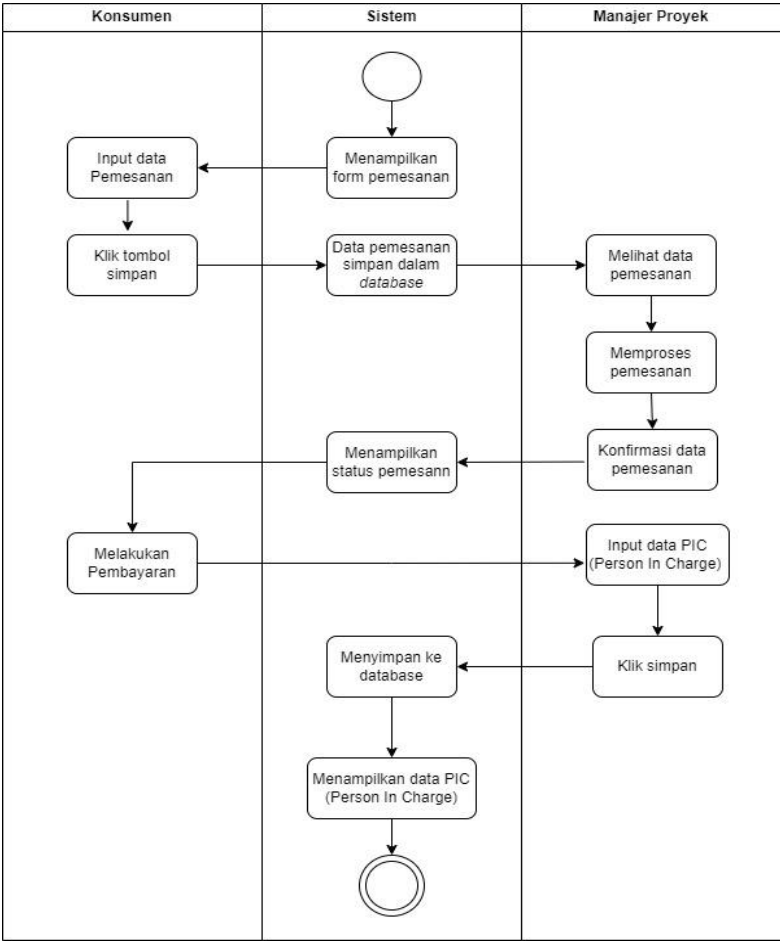 Konsumen
Sistem
Manajer Proyek
Menampilkan
form pemesanan
Input data
Pemesanan
Klik tombol
simpan
Data pemesanan
simpan dalam
database
Melihat data
pemesanan
Memproses
pemesanan
Konfirmasi data
pemesanan
Menampilkan
status pemesann
Melakukan
Pembayaran
Input data PIC
(Person In Charge)
Klik simpan
Menyimpan ke
database
Menampilkan data PIC
(Person In Charge)